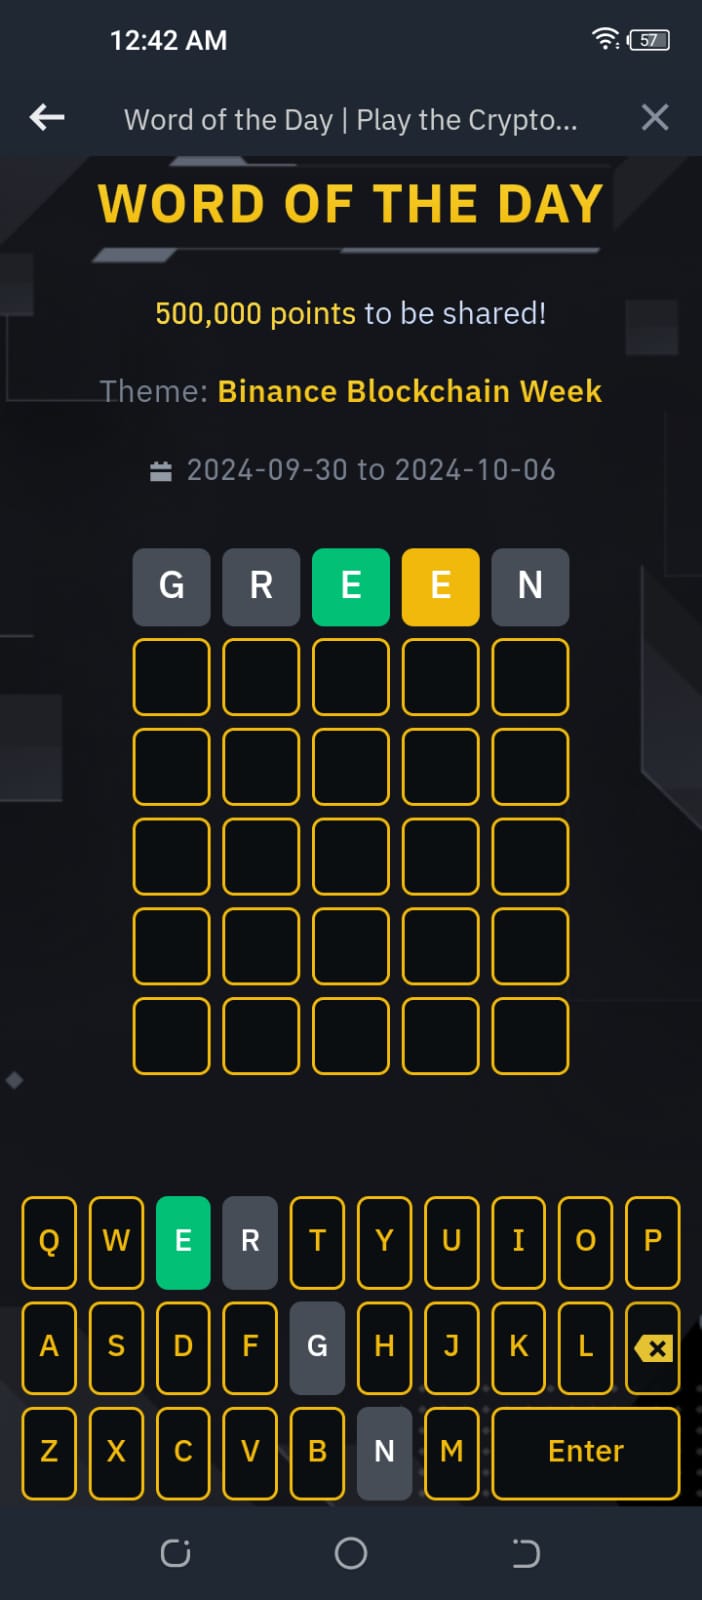 12:42 AM
57
Word of the Day | Play the Crypto...
WORD OF THE DAY
500,000 points to be shared!
Theme: Binance Blockchain Week
2024-09-30 to 2024-10-06
G R E E N
Q W E R T Y U I O P
A S D F G H J K L
Z X C V B N M Enter